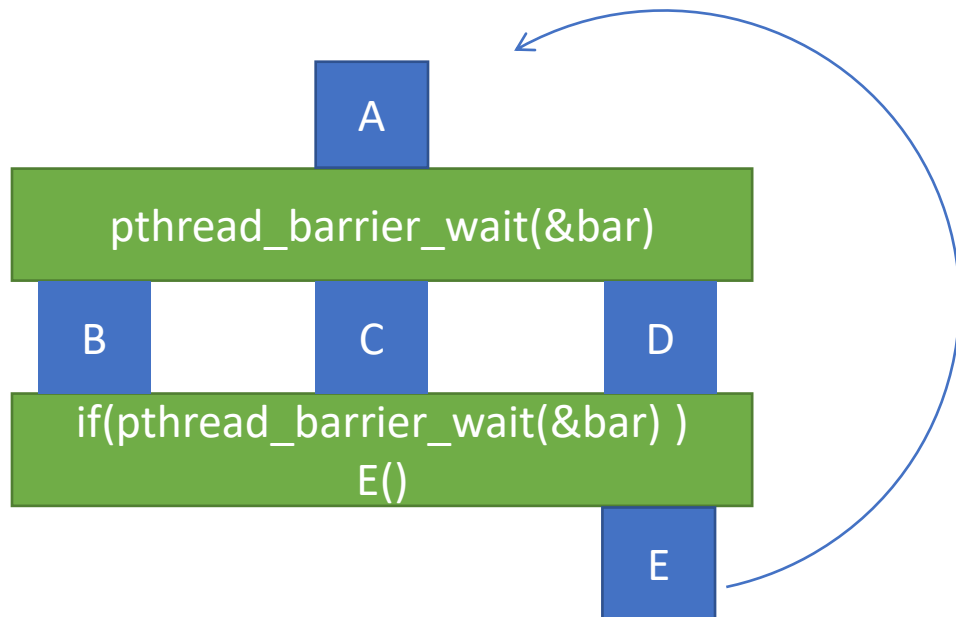 A
pthread_barrier_wait(&bar)
B
C
D
if(pthread_barrier_wait(&bar) )
E()
E